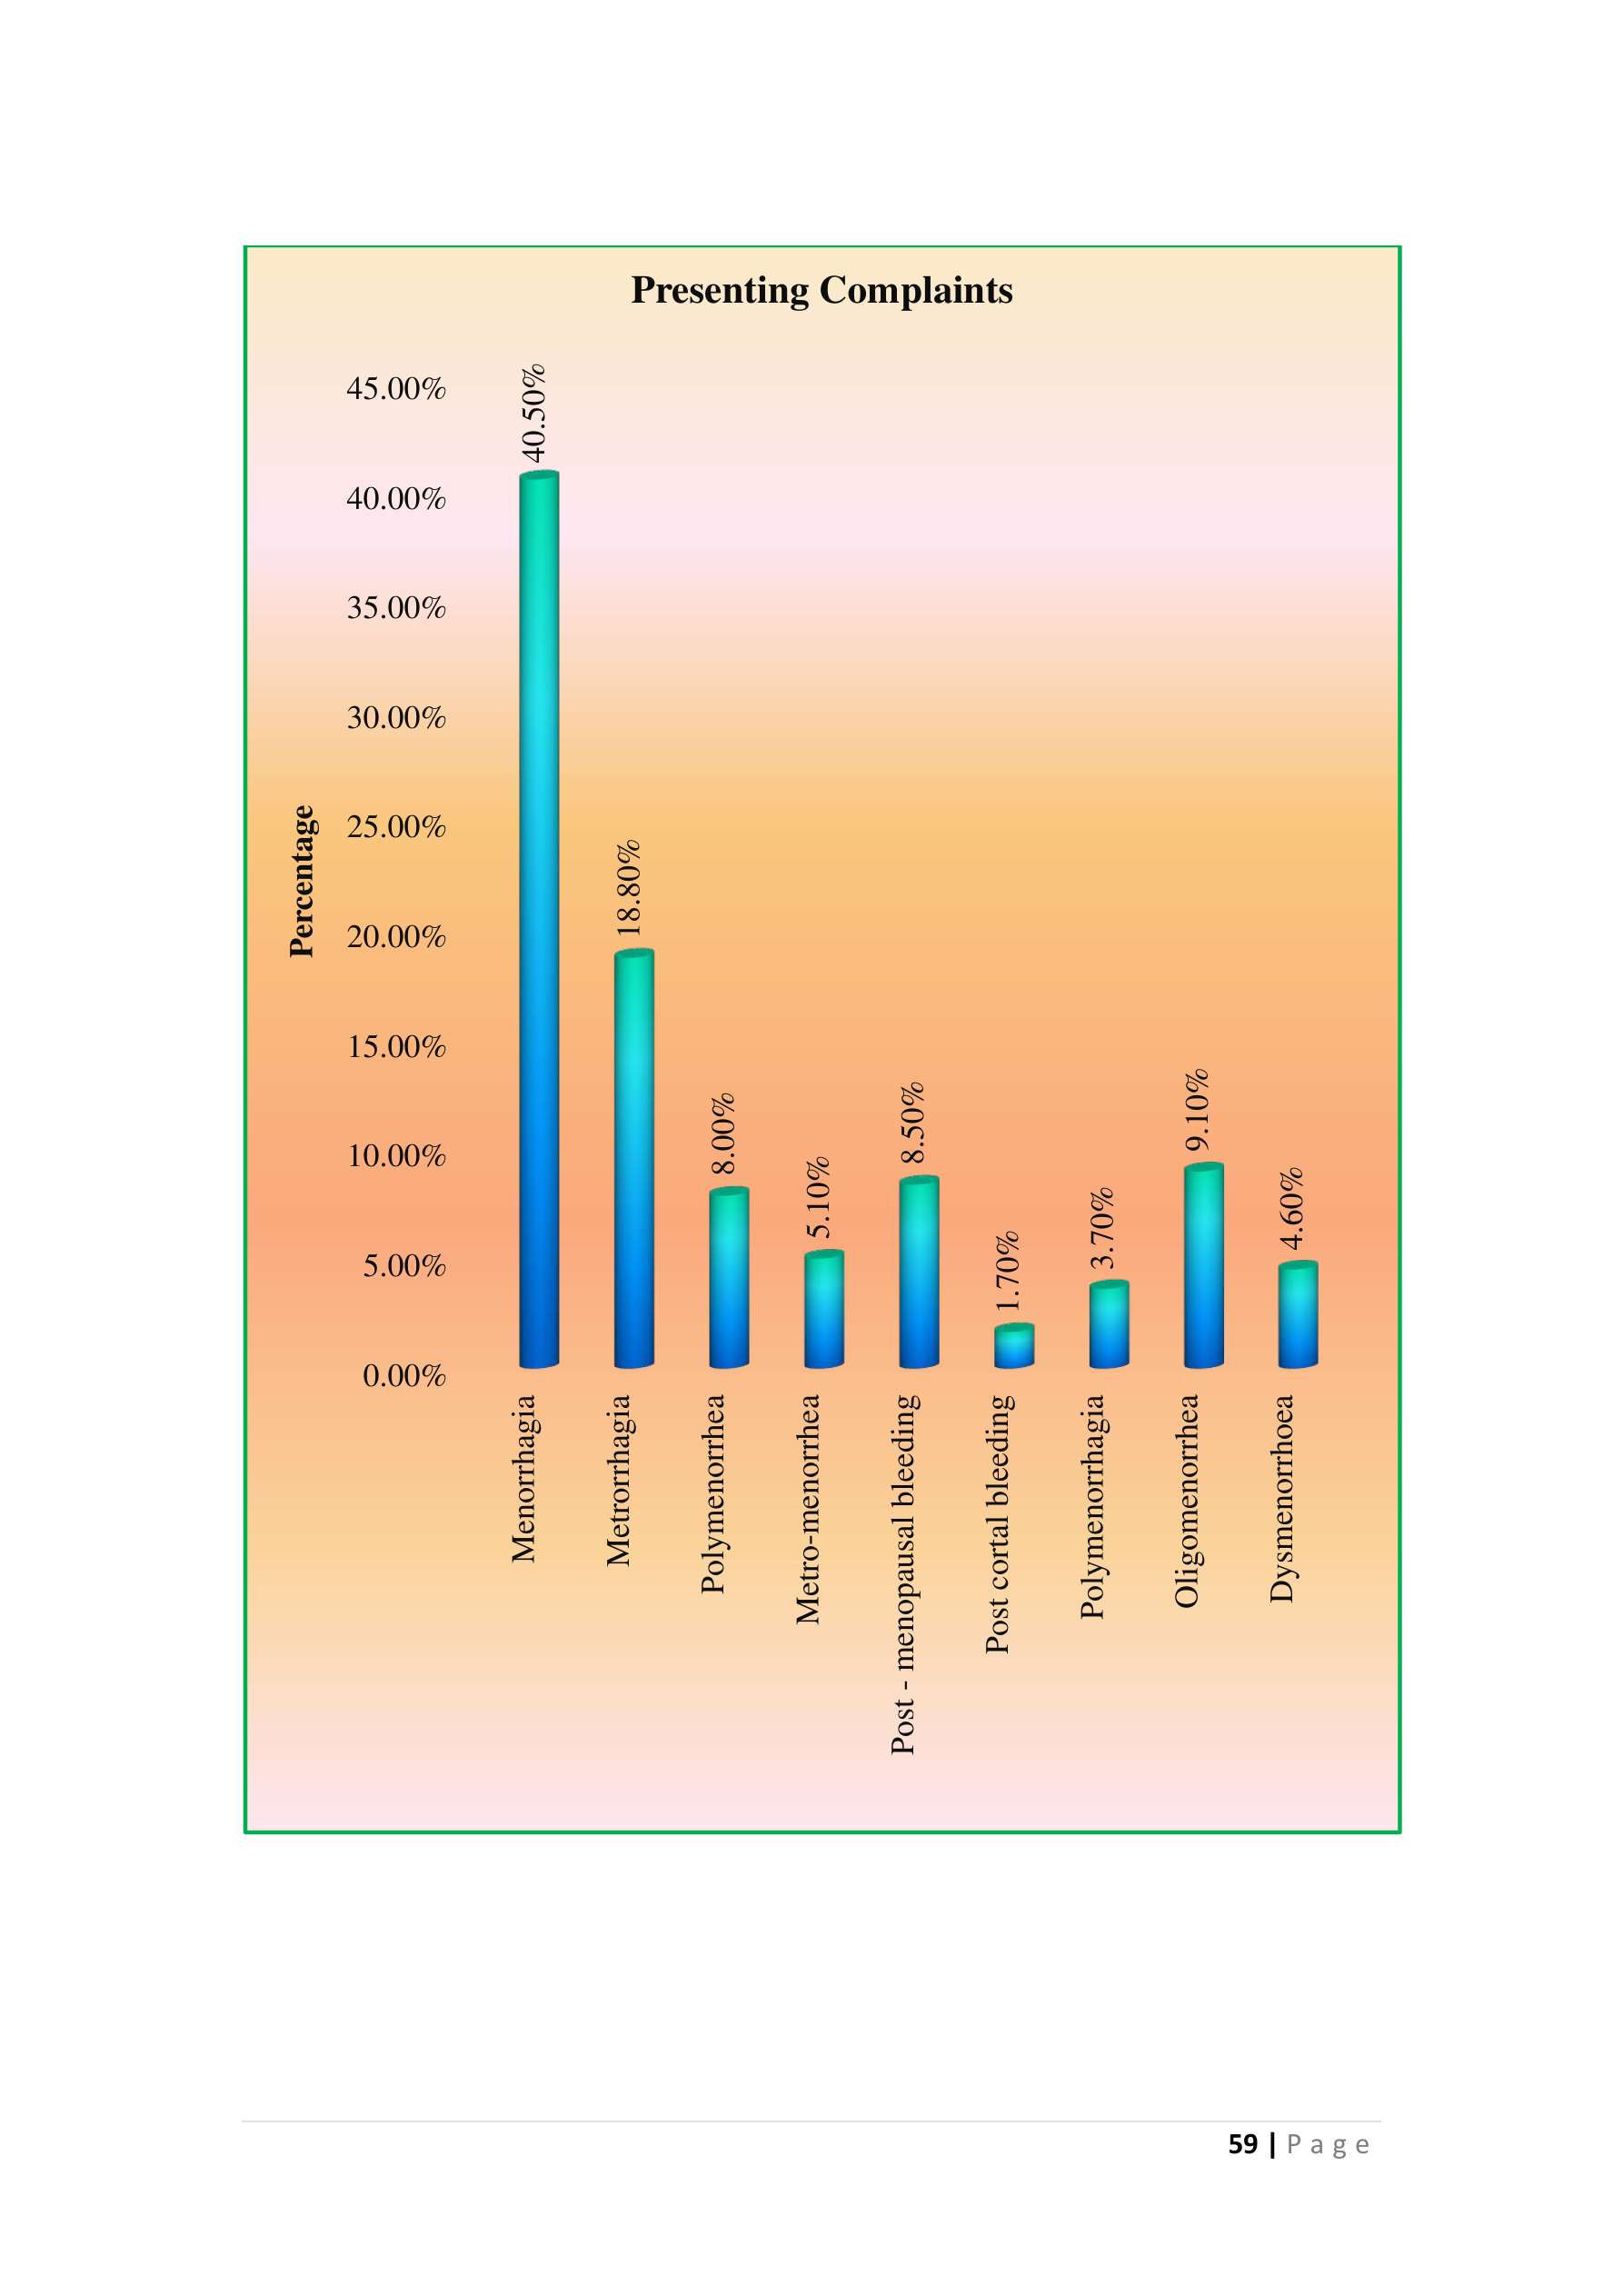 Presenting Complaints
45.00%
40.00%
35.00%
30.00%
25.00%
20.00%
15.00%
10.00%
5.00%
0.00%
Percentage
40.50%
18.80%
8.00%
5.10%
8.50%
1.70%
3.70%
9.10%
4.60%
Menorrhagia
Metrorrhagia
Polymenorrhea
Metro-menorrhea
Post - menopausal bleeding
Post cortal bleeding
Polymenorrhagia
Oligomenorrhea
Dysmenorrhoea
59 | Page